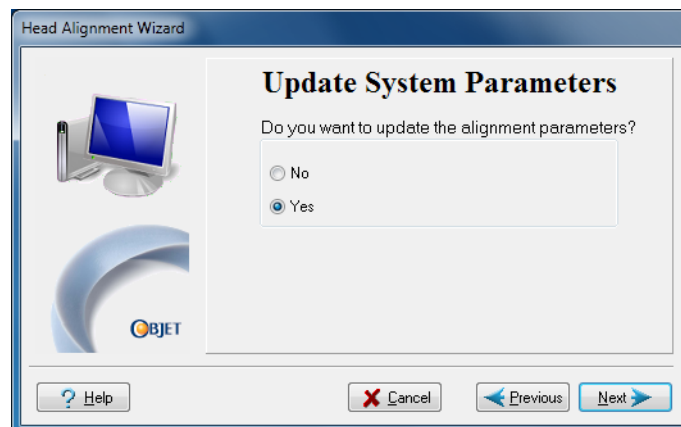 Head Alignment Wizard
Update System Parameters
Do you want to update the alignment parameters?
No
Yes
OBJET
? Help
Cancel
Previous
Next